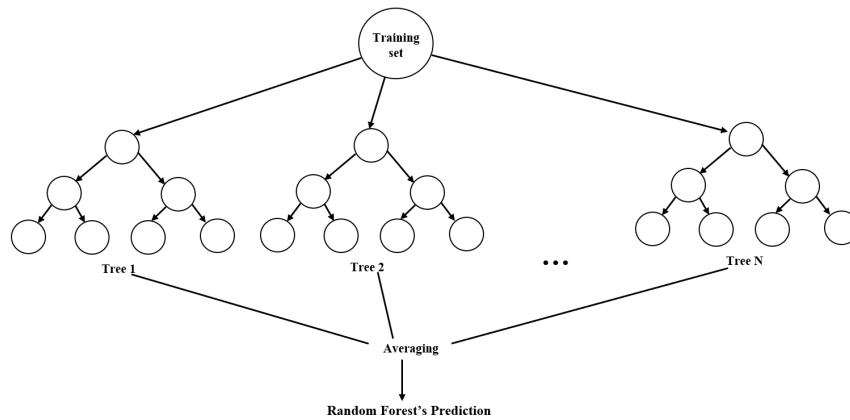 Training
set
Tree 1
Tree 2
...
Tree N
Averaging
Random Forest's Prediction